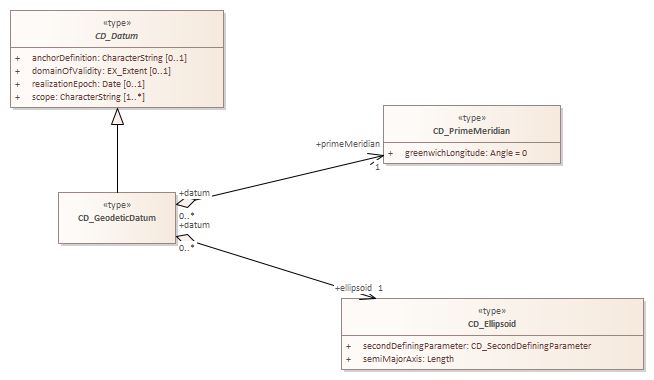 «type»
CD_Datum
+ anchorDefinition: CharacterString [0..1]
+ domainOfValidity: EX_Extent [0..1]
+ realizationEpoch: Date [0..1]
+ scope: CharacterString [1..*]
«type»
CD_PrimeMeridian
+ greenwichLongitude: Angle = 0
+primeMeridian
1
«type»
CD_GeodeticDatum
+datum
0..*
+datum
0..*
+ellipsoid 1
«type»
CD_Ellipsoid
+ secondDefiningParameter: CD_SecondDefiningParameter
+ semiMajorAxis: Length